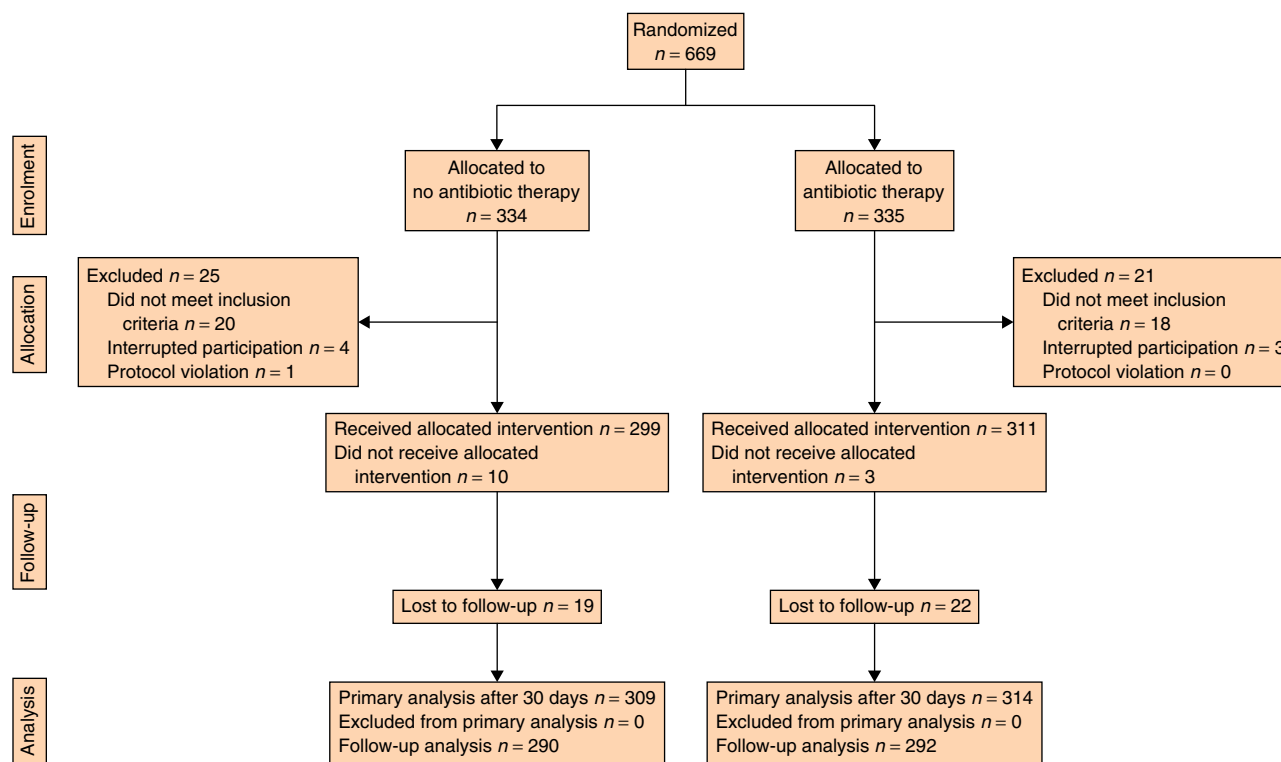 Randomized
n = 669
Enrolment
Allocated to
no antibiotic therapy
n = 334
Allocated to
antibiotic therapy
n = 335
Allocation
Excluded n = 25
Did not meet inclusion
criteria n = 20
Interrupted participation n = 4
Protocol violation n = 1
Excluded n = 21
Did not meet inclusion
criteria n = 18
Interrupted participation n = 3
Protocol violation n = 0
Received allocated intervention n = 299
Did not receive allocated
intervention n = 10
Received allocated intervention n = 311
Did not receive allocated
intervention n = 3
Follow-up
Lost to follow-up n = 19
Lost to follow-up n = 22
Analysis
Primary analysis after 30 days n = 309
Excluded from primary analysis n = 0
Follow-up analysis n = 290
Primary analysis after 30 days n = 314
Excluded from primary analysis n = 0
Follow-up analysis n = 292